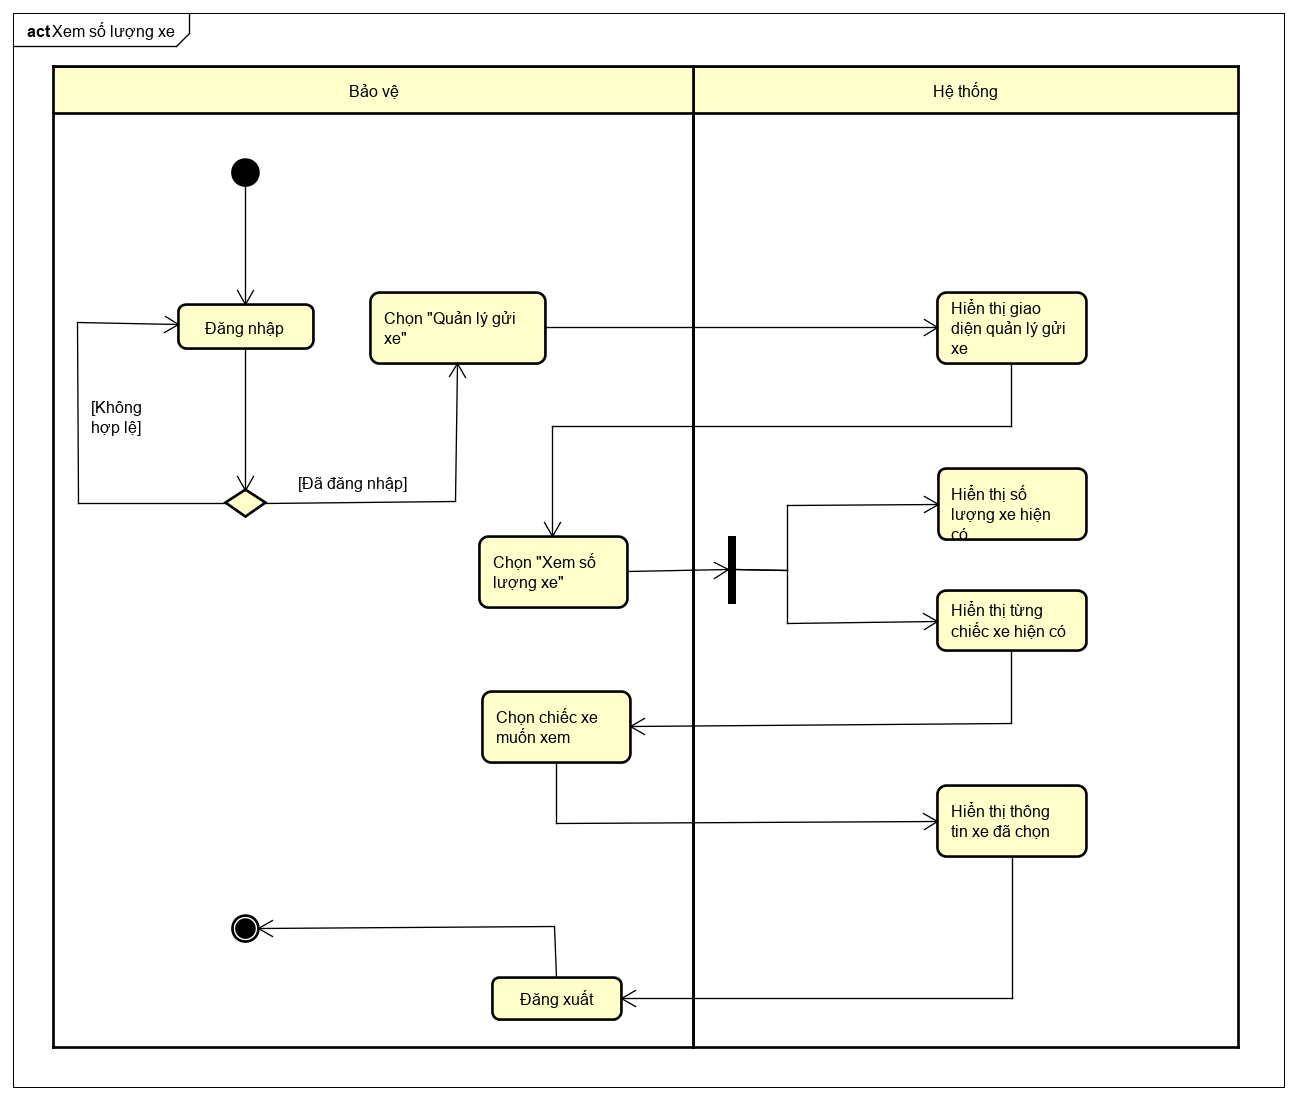 act Xem số lượng xe
Bảo vệ
Hệ thống
Đăng nhập
Chọn "Quản lý gửi
xe"
Hiển thị giao
diện quản lý gửi
xe
[Không
hợp lệ]
[Đã đăng nhập]
Chọn "Xem số
lượng xe"
Hiển thị số
lượng xe hiện
có
Hiển thị từng
chiếc xe hiện có
Chọn chiếc xe
muốn xem
Hiển thị thông
tin xe đã chọn
Đăng xuất